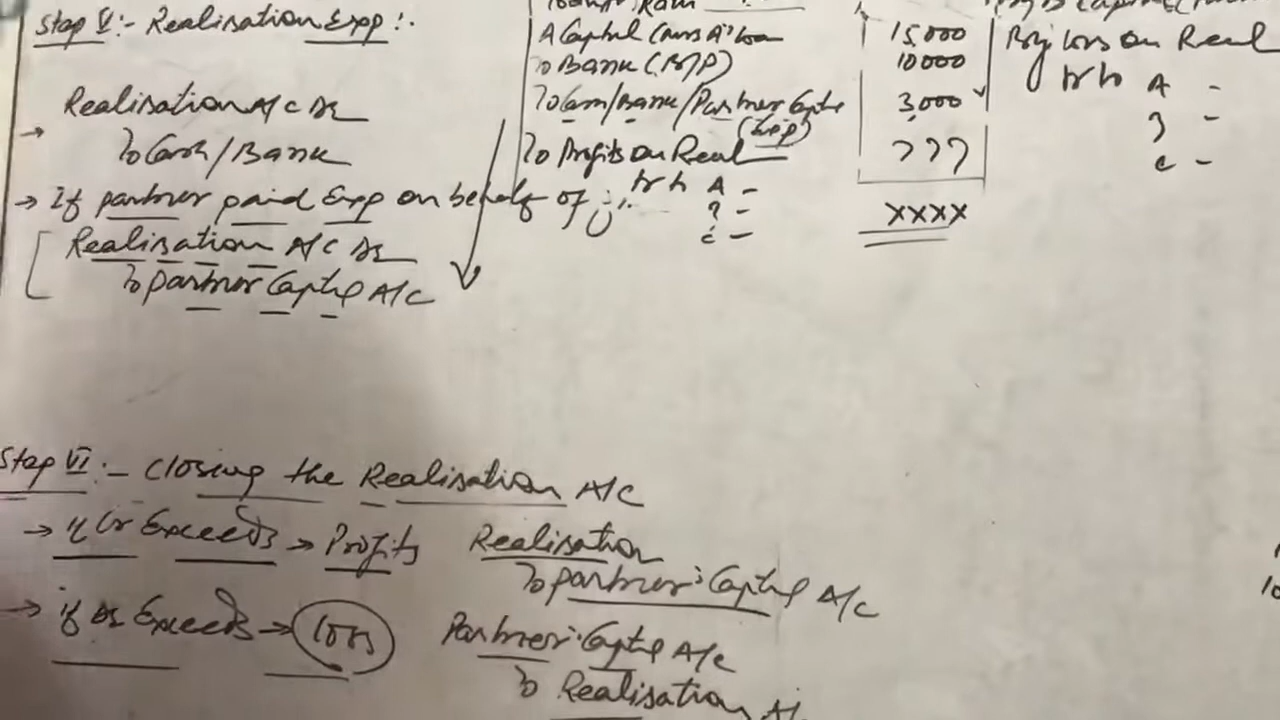 Step V:- Realisation Exp:-
Realisation A/c Dr
→ To Cash/Bank
→ If partner paid Exp on behalf of
Realisation A/c Dr
To partner Capital A/c
A Capital (Mrs A's loan 15,000
To Bank (B/P) 10000
To Cash/Bank/Partner Capital 3,000
(Exp)
To Profits on Real ???
A -
? -
c -
XXXX
By loss on Real
A -
? -
c -
Step VI:- Closing the Realisation A/c
→ if Cr Exceeds → Profits Realisation
To partner's Capital A/c
→ if Dr Exceeds → loss Partner's Capital A/c
To Realisation A/c